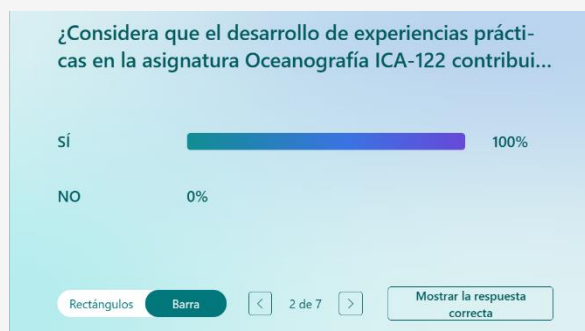 ¿Considera que el desarrollo de experiencias prácti-
cas en la asignatura Oceanografía ICA-122 contribui...
SÍ 100%
NO 0%
Rectángulos Barra < 2 de 7 > Mostrar la respuesta
correcta